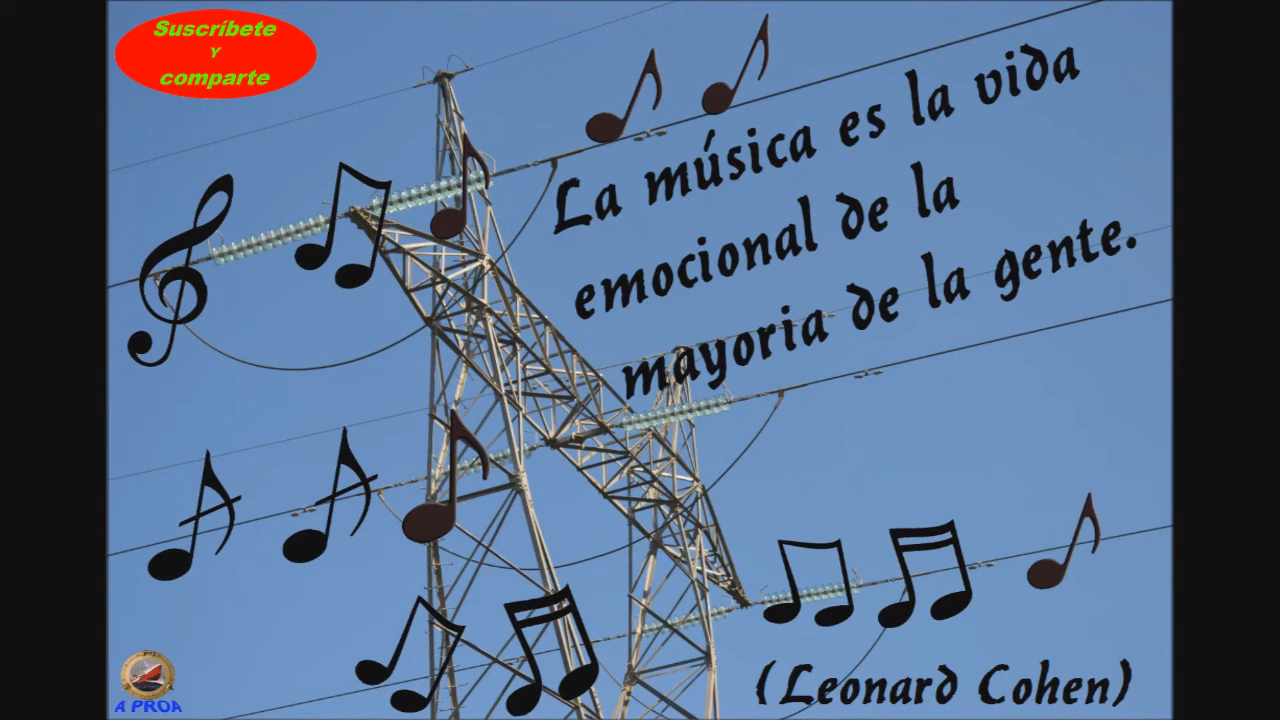 Suscríbete
Y
comparte
La música es la vida
emocional de la
mayoria de la gente.
(Leonard Cohen)
A PROA